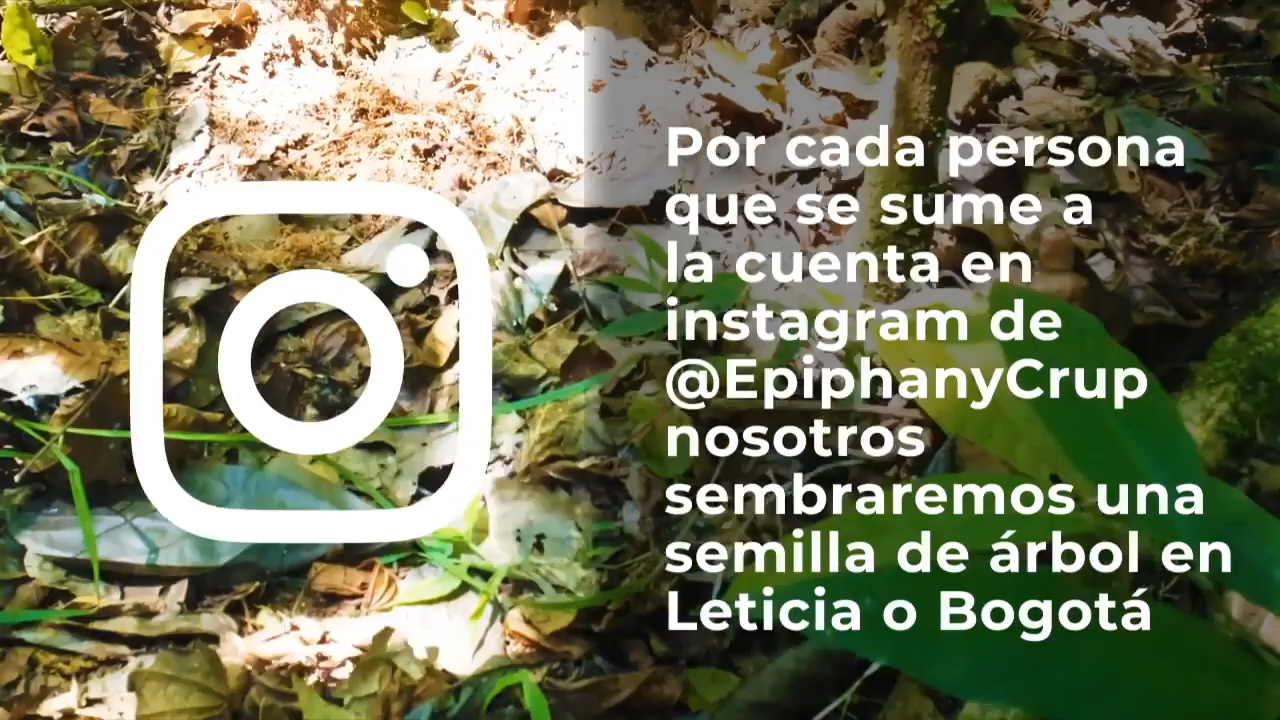 Por cada persona
que se sume a
la cuenta en
instagram de
@EpiphanyCrup
nosotros
sembraremos una
semilla de árbol en
Leticia o Bogotá